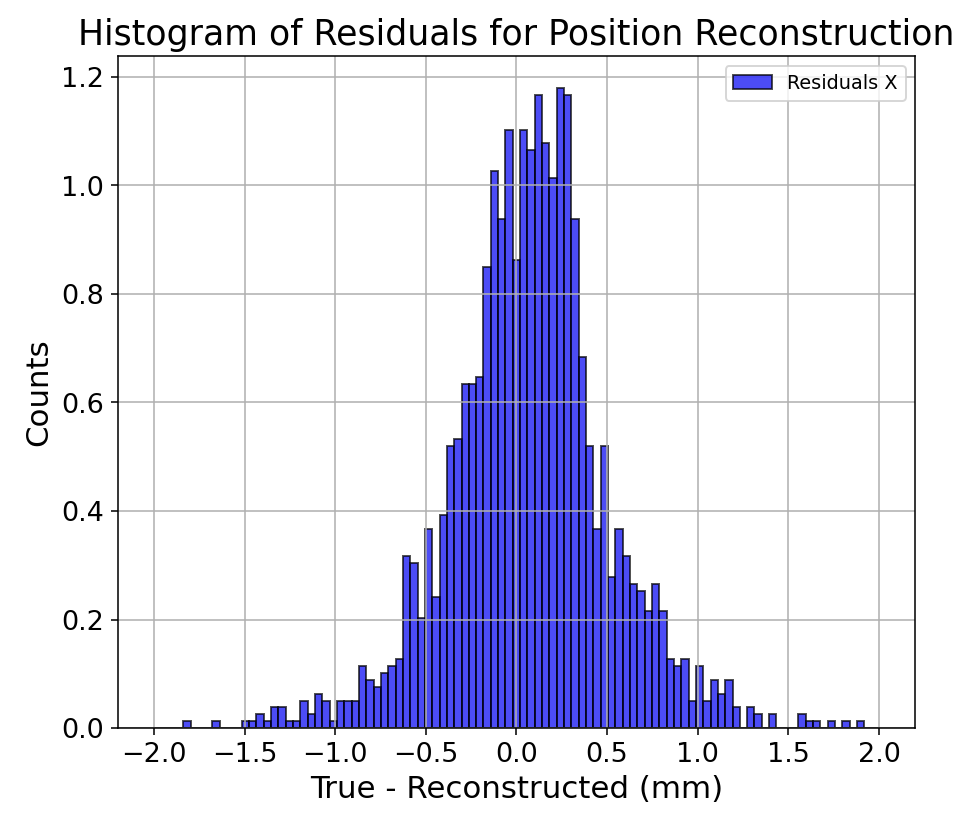 Histogram of Residuals for Position Reconstruction
Residuals X
1.2
1.0
0.8
0.6
0.4
0.2
0.0
Counts
−2.0 −1.5 −1.0 −0.5 0.0 0.5 1.0 1.5 2.0
True - Reconstructed (mm)